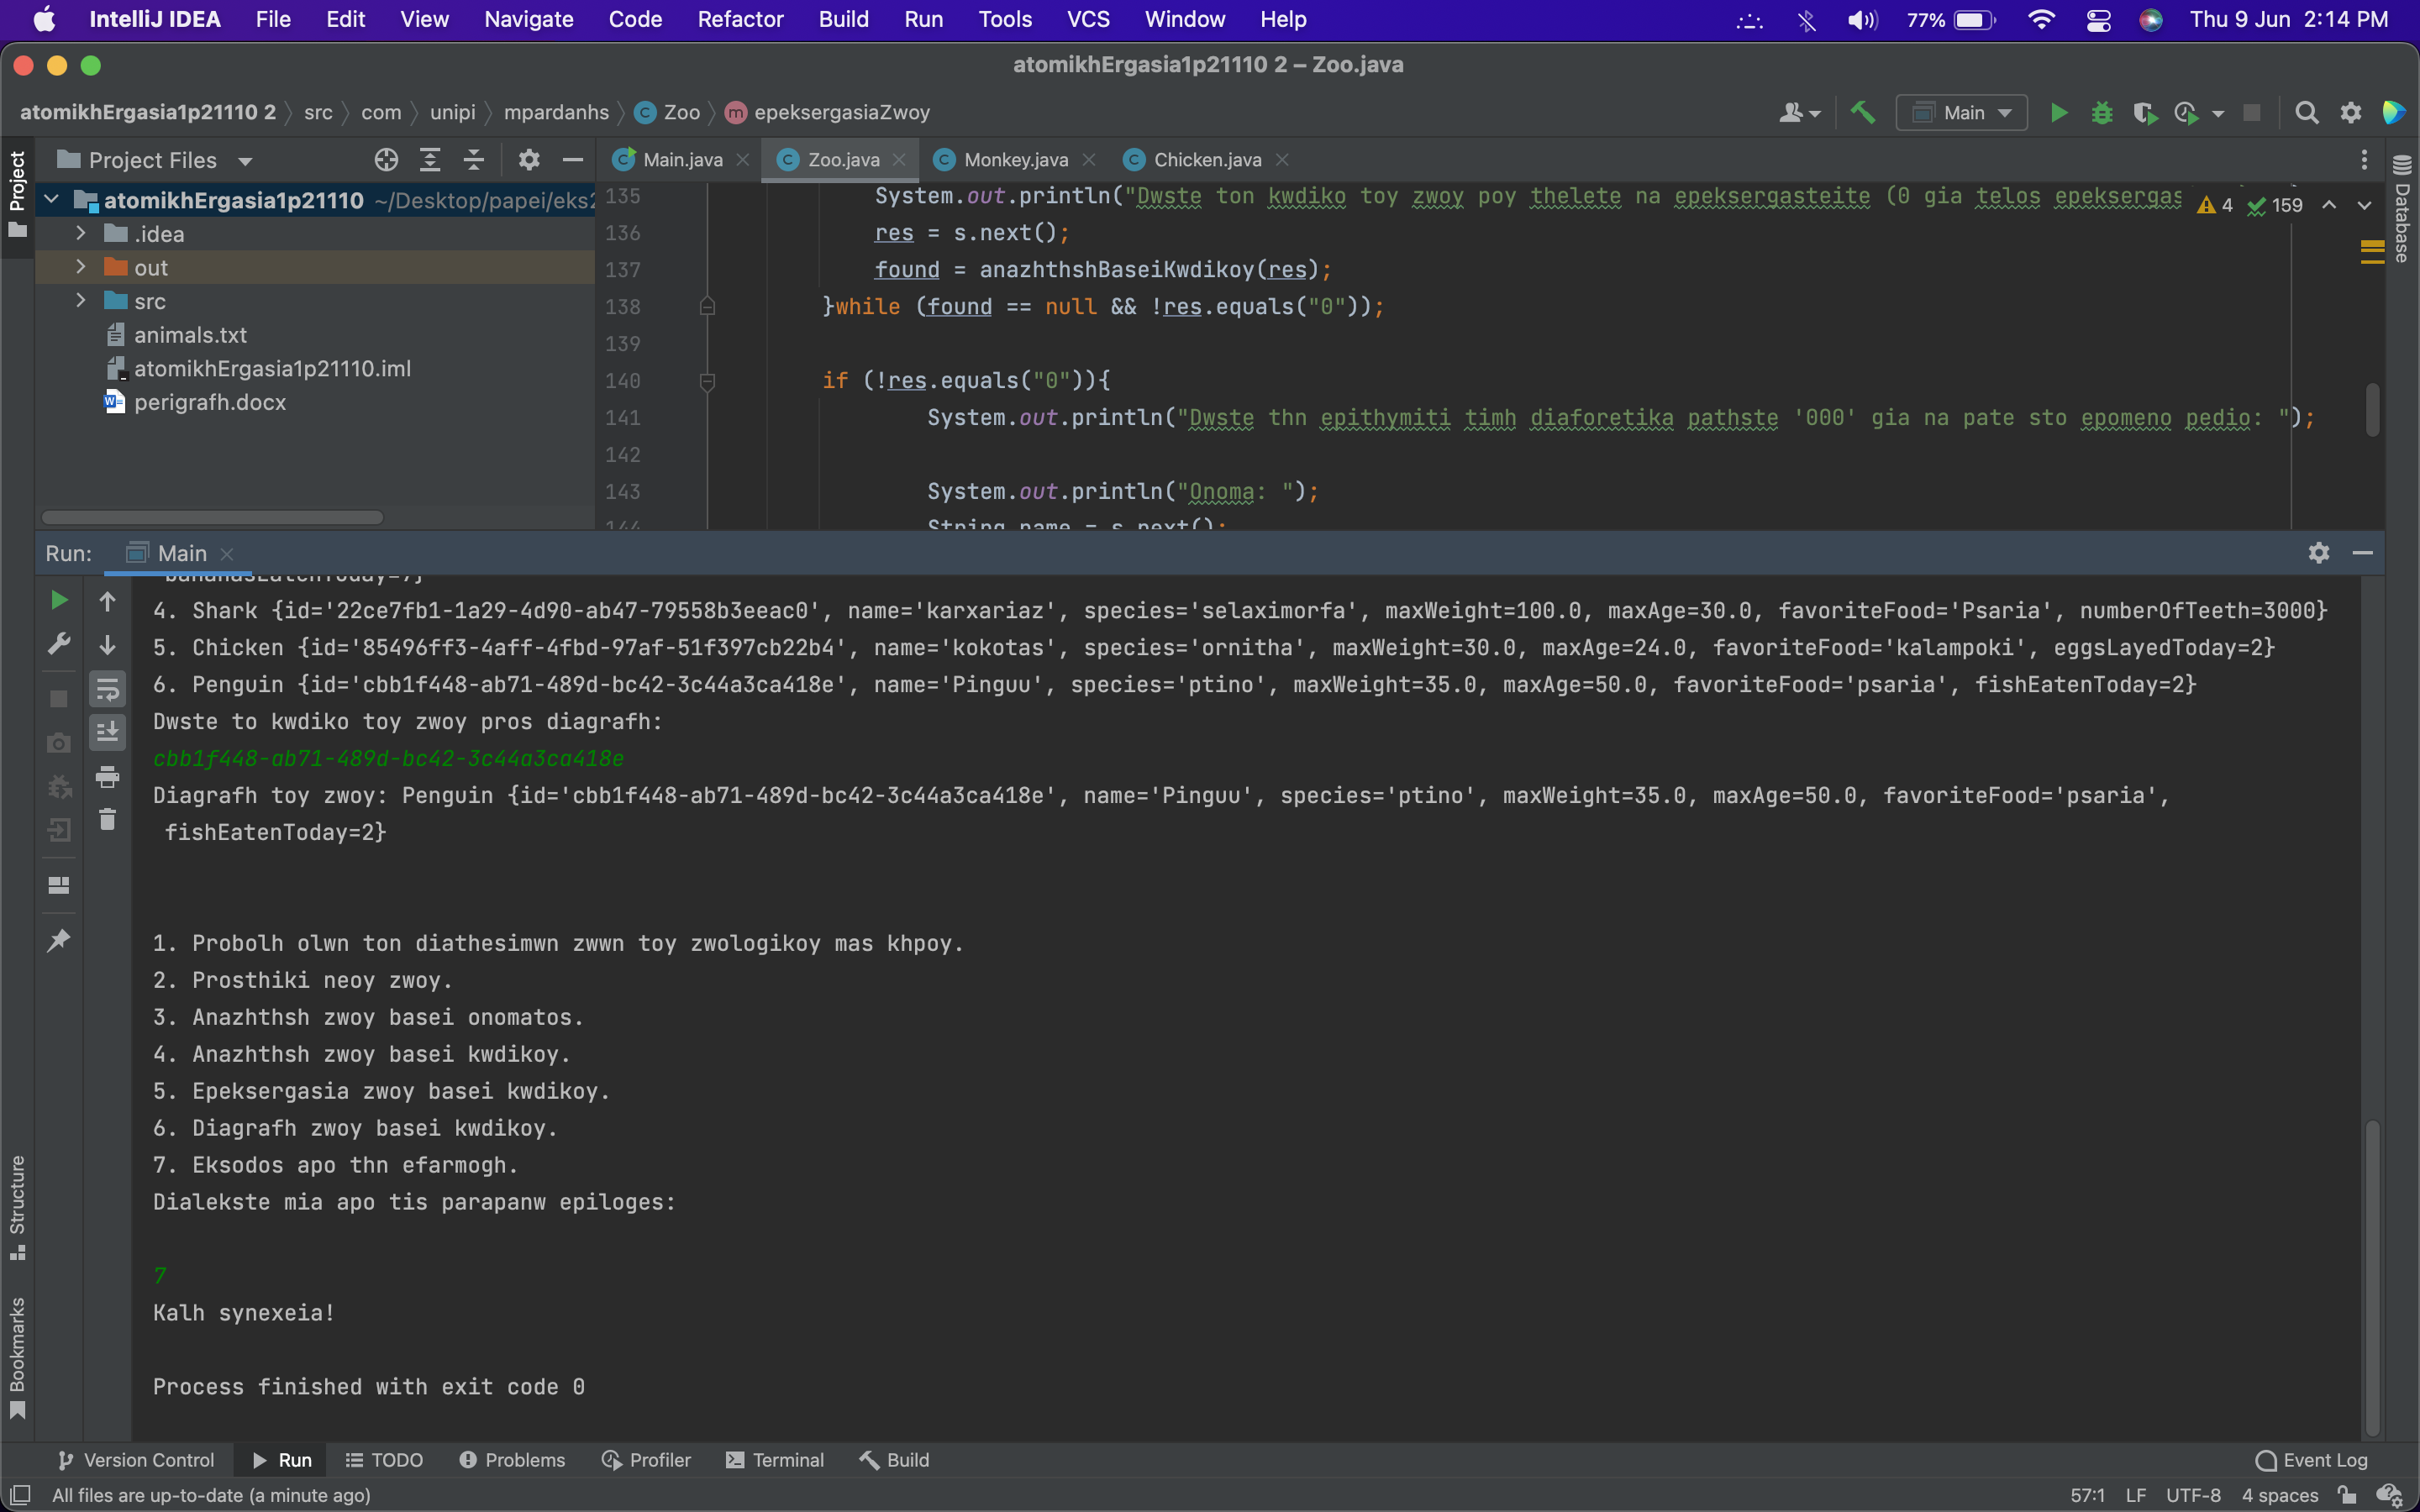 IntelliJ IDEA File Edit View Navigate Code Refactor Build Run Tools VCS Window Help 77% Thu 9 Jun 2:14 PM
atomikhErgasia1p21110 2 – Zoo.java
atomikhErgasia1p21110 2 src com unipi mpardanhs Zoo epeksergasiaZwoy Main
Project
Project Files
atomikhErgasia1p21110 ~/Desktop/papei/eks2
.idea
out
src
animals.txt
atomikhErgasia1p21110.iml
perigrafh.docx
Main.java Zoo.java Monkey.java Chicken.java
4 159
Database
135 System.out.println("Dwste ton kwdiko toy zwoy poy thelete na epeksergasteite (0 gia telos epeksergas
136 res = s.next();
137 found = anazhthshBaseiKwdikoy(res);
138 }while (found == null && !res.equals("0"));
139
140 if (!res.equals("0")){
141 System.out.println("Dwste thn epithymiti timh diaforetika pathste '000' gia na pate sto epomeno pedio: ");
142
143 System.out.println("Onoma: ");
144 String name = s.next();
Run: Main
bananasEatenToday=7}
4. Shark {id='22ce7fb1-1a29-4d90-ab47-79558b3eeac0', name='karxariaz', species='selaximorfa', maxWeight=100.0, maxAge=30.0, favoriteFood='Psaria', numberOfTeeth=3000}
5. Chicken {id='85496ff3-4aff-4fbd-97af-51f397cb22b4', name='kokotas', species='ornitha', maxWeight=30.0, maxAge=24.0, favoriteFood='kalampoki', eggsLayedToday=2}
6. Penguin {id='cbb1f448-ab71-489d-bc42-3c44a3ca418e', name='Pinguu', species='ptino', maxWeight=35.0, maxAge=50.0, favoriteFood='psaria', fishEatenToday=2}
Dwste to kwdiko toy zwoy pros diagrafh:
cbb1f448-ab71-489d-bc42-3c44a3ca418e
Diagrafh toy zwoy: Penguin {id='cbb1f448-ab71-489d-bc42-3c44a3ca418e', name='Pinguu', species='ptino', maxWeight=35.0, maxAge=50.0, favoriteFood='psaria',
fishEatenToday=2}
1. Probolh olwn ton diathesimwn zwwn toy zwologikoy mas khpoy.
2. Prosthiki neoy zwoy.
3. Anazhthsh zwoy basei onomatos.
4. Anazhthsh zwoy basei kwdikoy.
5. Epeksergasia zwoy basei kwdikoy.
6. Diagrafh zwoy basei kwdikoy.
7. Eksodos apo thn efarmogh.
Dialekste mia apo tis parapanw epiloges:
7
Kalh synexeia!
Process finished with exit code 0
Structure
Bookmarks
Version Control Run TODO Problems Profiler Terminal Build Event Log
All files are up-to-date (a minute ago) 57:1 LF UTF-8 4 spaces